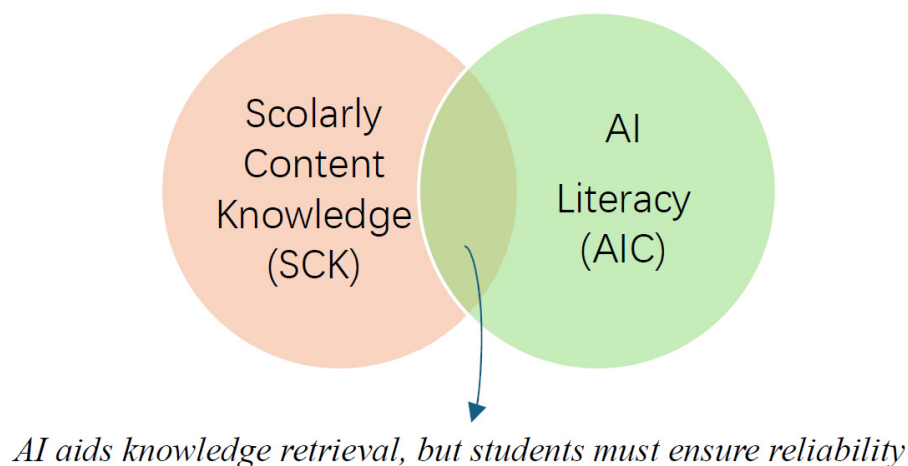 Scolarly
Content
Knowledge
(SCK)
AI
Literacy
(AIC)
AI aids knowledge retrieval, but students must ensure reliability